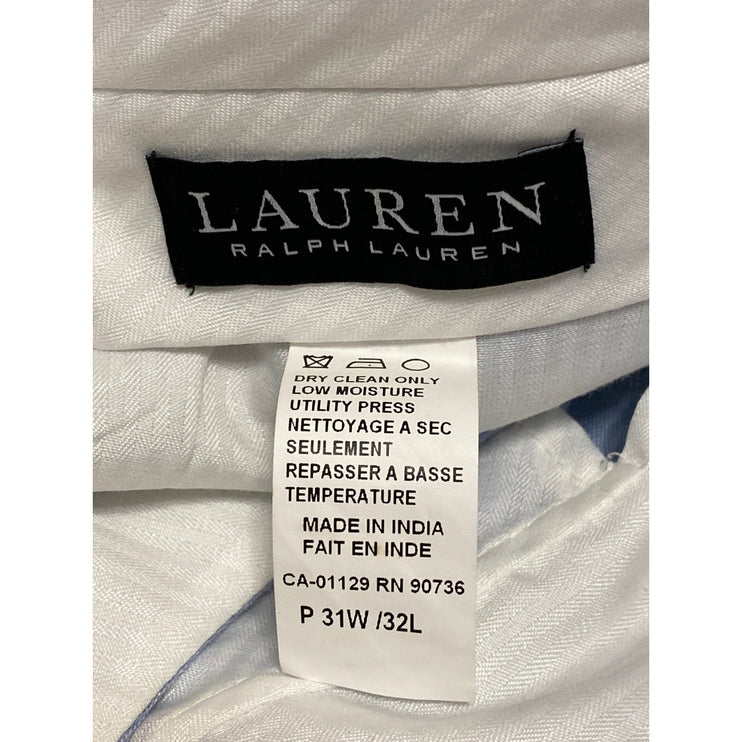 LAUREN
RALPH LAUREN
DRY CLEAN ONLY
LOW MOISTURE
UTILITY PRESS
NETTOYAGE A SEC
SEULEMENT
REPASSER A BASSE
TEMPERATURE
MADE IN INDIA
FAIT EN INDE
CA-01129 RN 90736
P 31W /32L